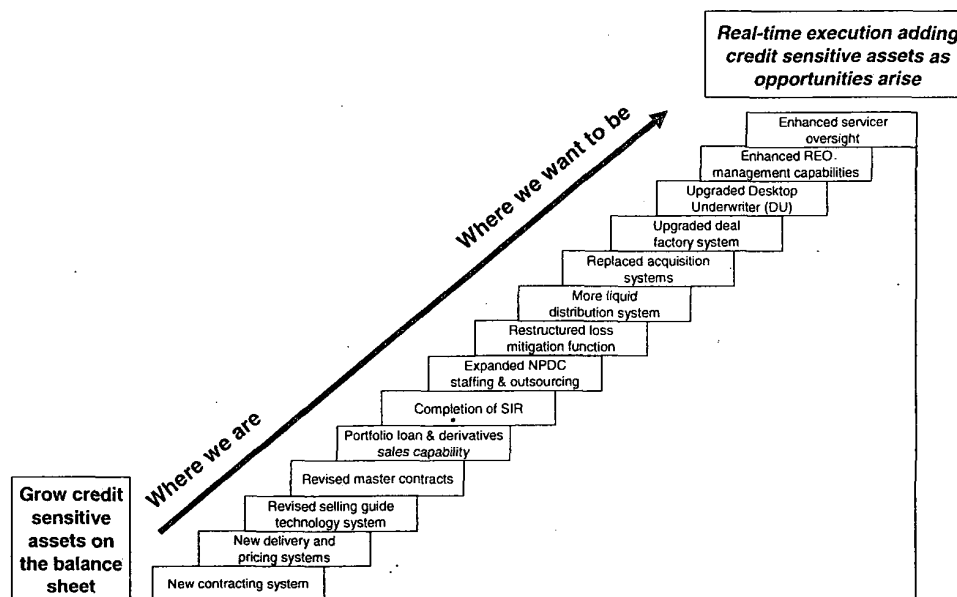 Real-time execution adding
credit sensitive assets as
opportunities arise
Enhanced servicer
oversight
Enhanced REO
management capabilities
Upgraded Desktop
Underwriter (DU)
Upgraded deal
factory system
Replaced acquisition
systems
More liquid
distribution system
Restructured loss
mitigation function
Expanded NPDC
staffing & outsourcing
Completion of SIR
Portfolio loan & derivatives
sales capability
Revised master contracts
Revised selling guide
technology system
New delivery and
pricing systems
New contracting system
Where we want to be
Where we are
Grow credit
sensitive
assets on
the balance
sheet